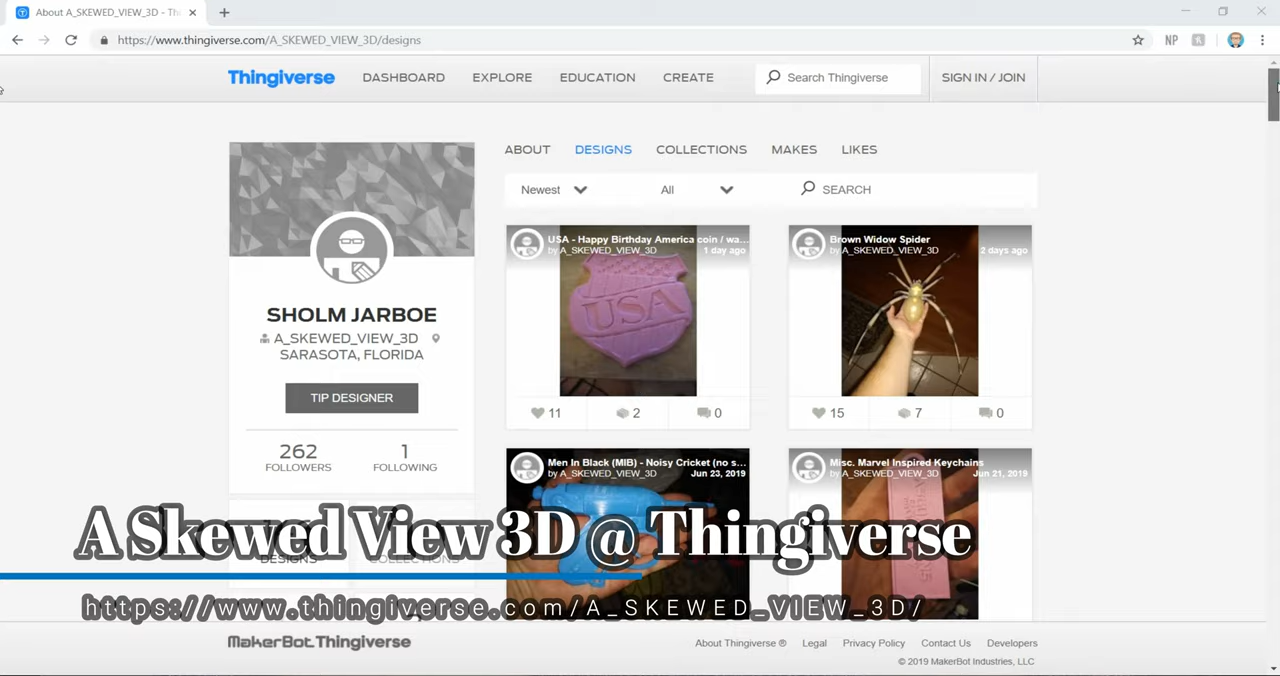 About A_SKEWED_VIEW_3D - Th
https://www.thingiverse.com/A_SKEWED_VIEW_3D/designs
NP
Thingiverse DASHBOARD EXPLORE EDUCATION CREATE Search Thingiverse SIGN IN / JOIN
ABOUT DESIGNS COLLECTIONS MAKES LIKES
Newest All SEARCH
SHOLM JARBOE
A_SKEWED_VIEW_3D
SARASOTA, FLORIDA
TIP DESIGNER
262 1
FOLLOWERS FOLLOWING
DESIGNS COLLECTIONS
USA - Happy Birthday America coin / wa...
by A_SKEWED_VIEW_3D 1 day ago
USA
11 2 0
Brown Widow Spider
by A_SKEWED_VIEW_3D 2 days ago
15 7 0
Men In Black (MIB) - Noisy Cricket (no s...
by A_SKEWED_VIEW_3D Jun 23, 2019
Misc. Marvel Inspired Keychains
by A_SKEWED_VIEW_3D Jun 21, 2019
A Skewed View 3D @ Thingiverse
https://www.thingiverse.com/A_SKEWED_VIEW_3D/
MakerBot.Thingiverse
About Thingiverse ® Legal Privacy Policy Contact Us Developers
© 2019 MakerBot Industries, LLC